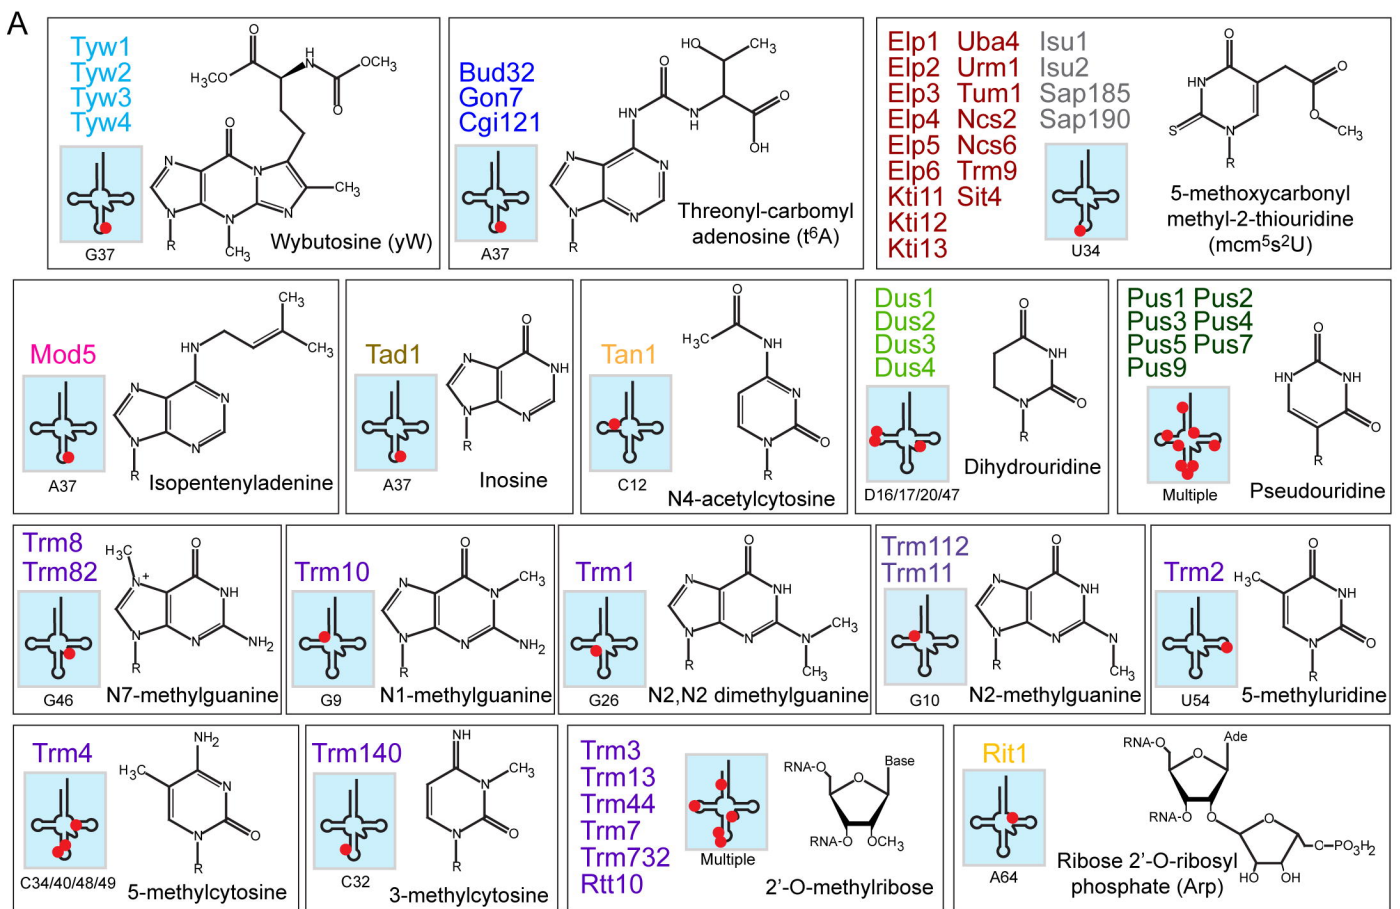 A
Tyw1
Tyw2
Tyw3
Tyw4
G37
O
H
H₃CO
N
OCH₃
O
O
N
N
N
N
N
CH₃
R
CH₃
Wybutosine (yW)
Bud32
Gon7
Cgi121
A37
HO
CH₃
O
HN
N
H
O
OH
N
N
N
N
R
Threonyl-carbomyl
adenosine (t⁶A)
Elp1 Uba4 Isu1
Elp2 Urm1 Isu2
Elp3 Tum1 Sap185
Elp4 Ncs2 Sap190
Elp5 Ncs6
Elp6 Trm9
Kti11 Sit4
Kti12
Kti13
U34
O
HN
O
S
N
O
CH₃
R
5-methoxycarbonyl
methyl-2-thiouridine
(mcm⁵s²U)
Mod5
A37
CH₃
HN
CH₃
N
N
N
N
R
Isopentenyladenine
Tad1
A37
O
N
NH
N
N
R
Inosine
Tan1
C12
O
H₃C
NH
N
N
O
R
N4-acetylcytosine
Dus1
Dus2
Dus3
Dus4
D16/17/20/47
O
NH
N
O
R
Dihydrouridine
Pus1 Pus2
Pus3 Pus4
Pus5 Pus7
Pus9
Multiple
O
HN
NH
O
R
Pseudouridine
Trm8
Trm82
G46
H₃C
O
N+
NH
N
N
NH₂
R
N7-methylguanine
Trm10
G9
O
N
N
CH₃
N
N
NH₂
R
N1-methylguanine
Trm1
G26
O
N
NH
N
N
N
CH₃
R
CH₃
N2,N2 dimethylguanine
Trm112
Trm11
G10
O
N
NH
N
N
N
R
CH₃
N2-methylguanine
Trm2
U54
O
H₃C
NH
N
O
R
5-methyluridine
Trm4
C34/40/48/49
NH₂
H₃C
N
N
O
R
5-methylcytosine
Trm140
C32
NH
N
CH₃
N
O
R
3-methylcytosine
Trm3
Trm13
Trm44
Trm7
Trm732
Rtt10
Multiple
RNA-O
Base
O
RNA-O
OCH₃
2’-O-methylribose
Rit1
A64
RNA-O
Ade
O
RNA-O
O
O
O-PO₃H₂
HO
OH
Ribose 2’-O-ribosyl
phosphate (Arp)